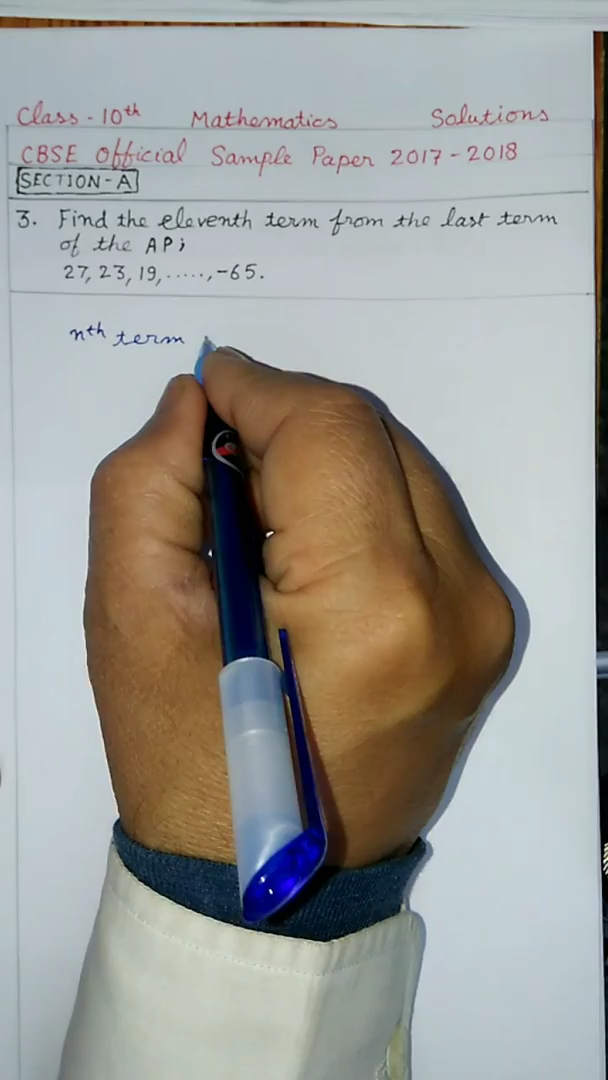 Class - 10th Mathematics Solutions
CBSE Official Sample Paper 2017 - 2018
SECTION - A
3. Find the eleventh term from the last term
of the AP;
27, 23, 19, ....., -65.
nth term